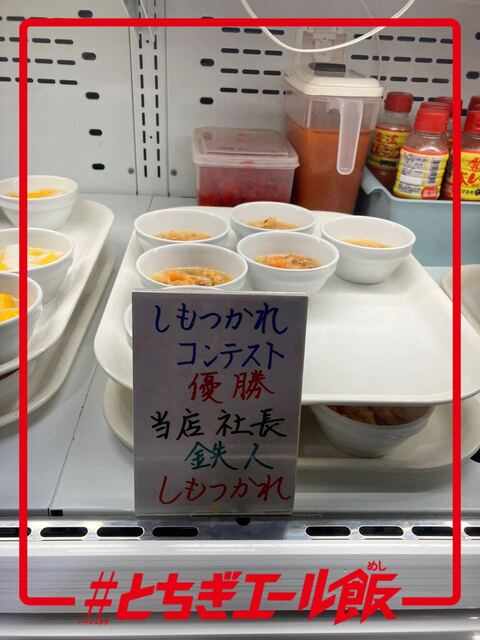 しもつかれ
コンテスト
優勝
当店社長
鉄人
しもつかれ
#とちぎエール飯
めし